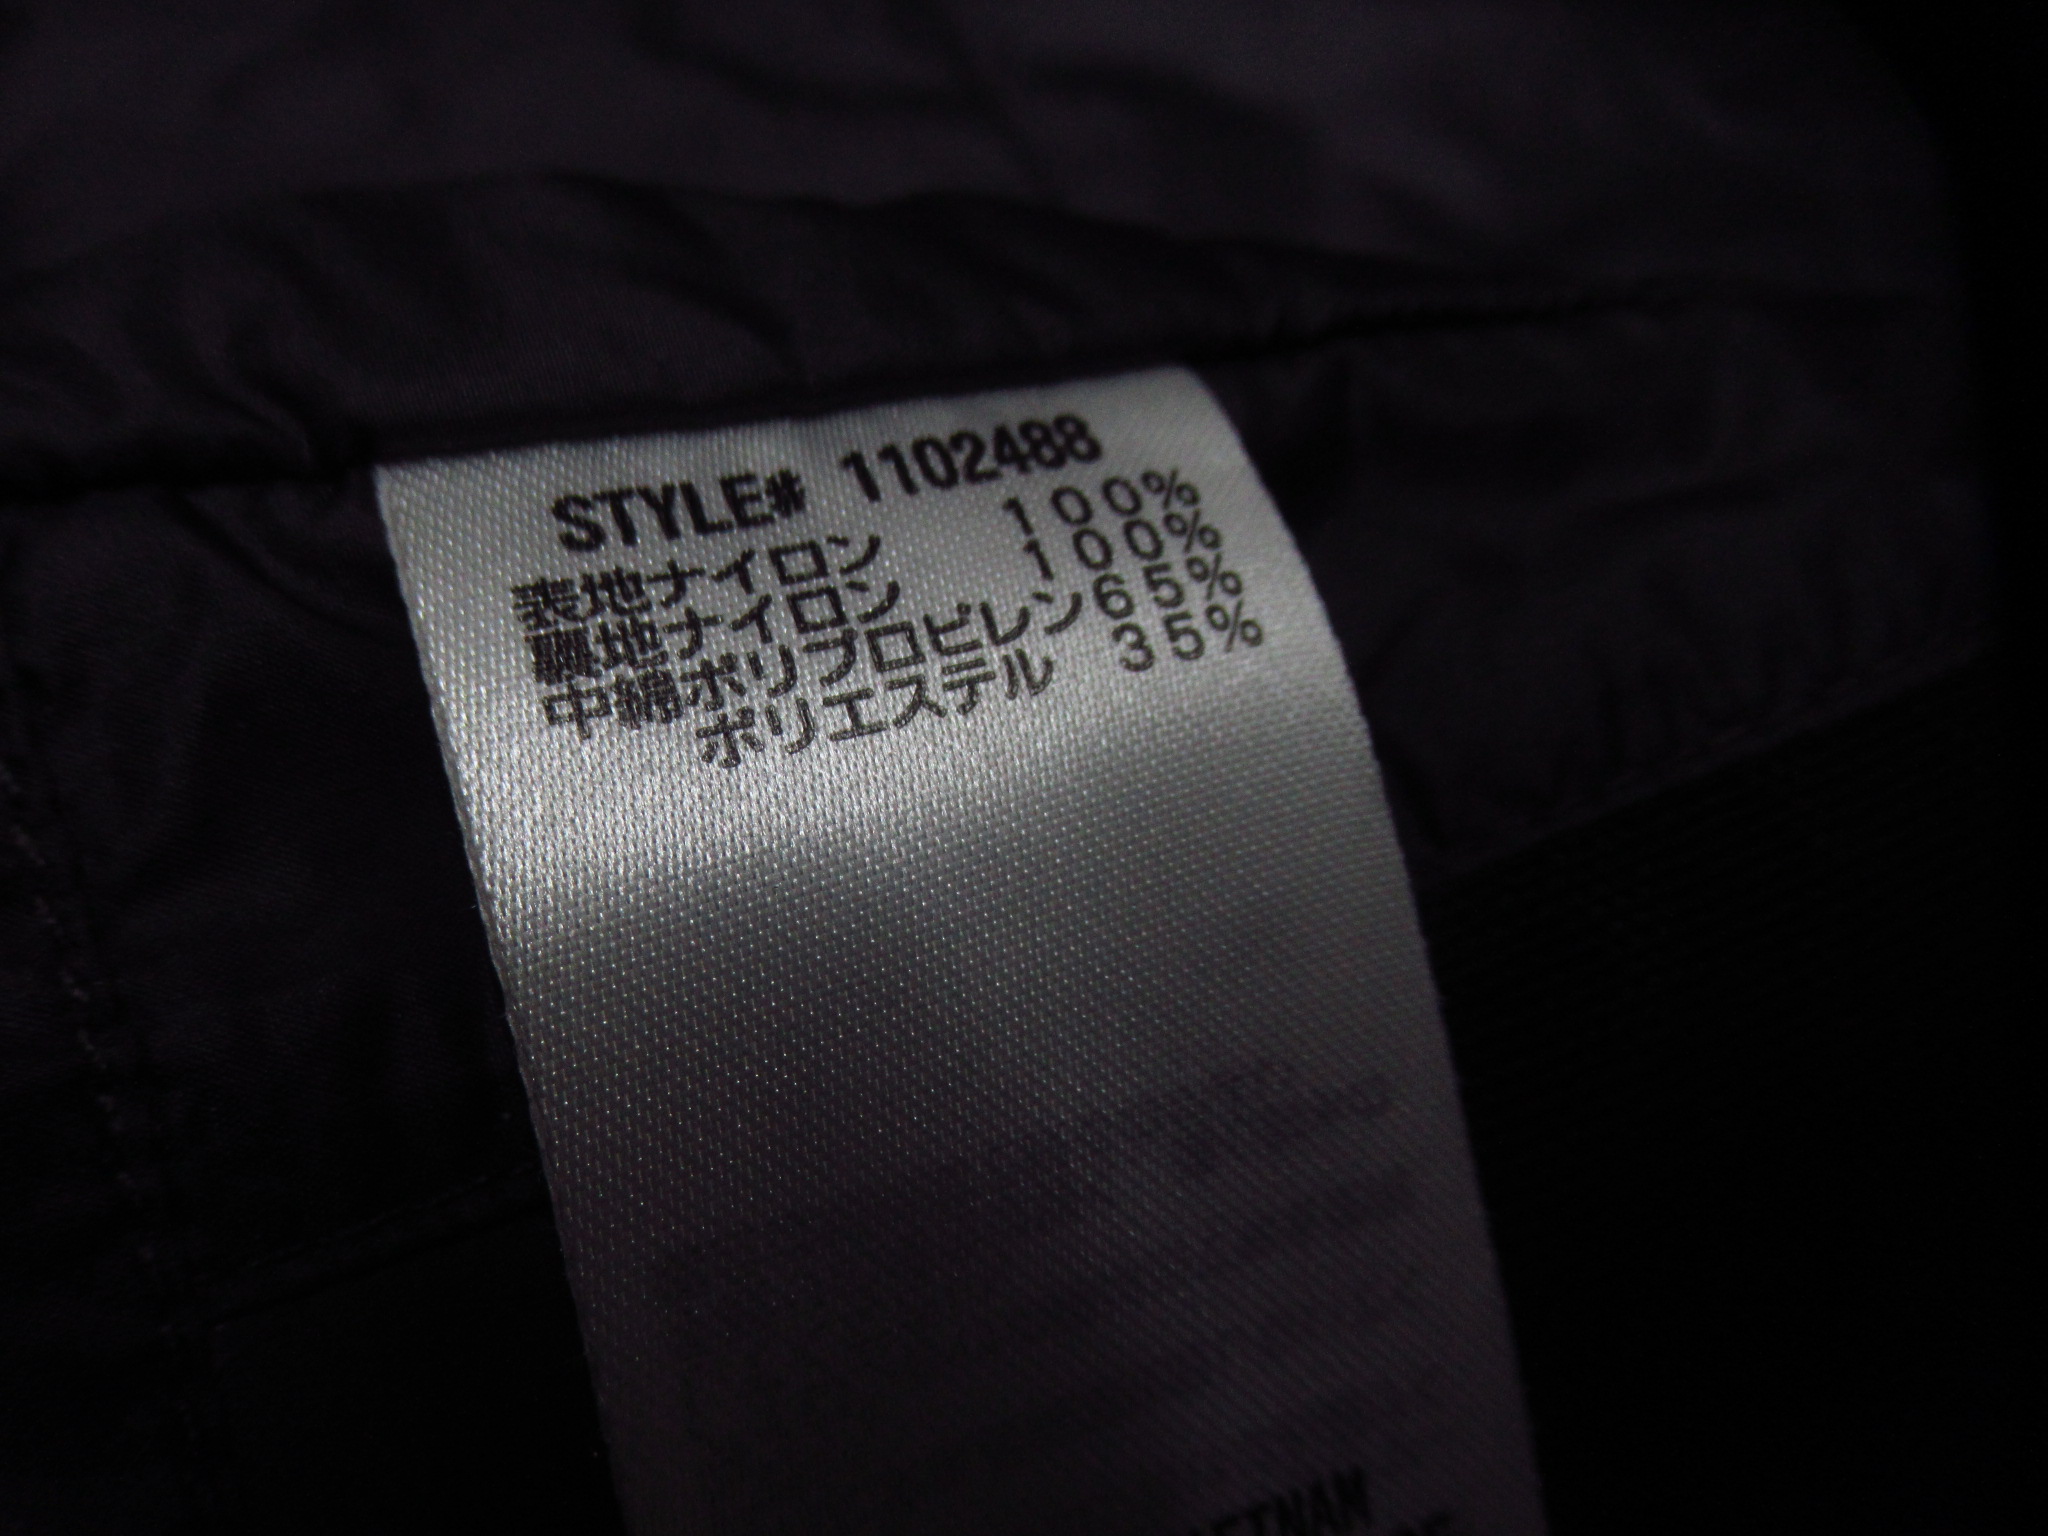 STYLE# 1102488
表地ナイロン 100%
裏地ナイロン 100%
中綿ポリプロピレン65%
ポリエステル 35%